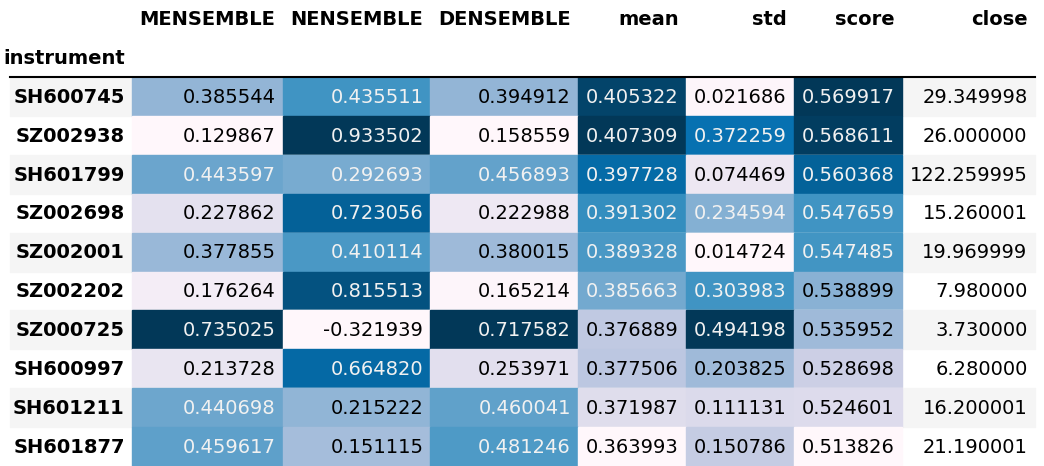 MENSEMBLE NENSEMBLE DENSEMBLE mean std score close
instrument
SH600745 0.385544 0.435511 0.394912 0.405322 0.021686 0.569917 29.349998
SZ002938 0.129867 0.933502 0.158559 0.407309 0.372259 0.568611 26.000000
SH601799 0.443597 0.292693 0.456893 0.397728 0.074469 0.560368 122.259995
SZ002698 0.227862 0.723056 0.222988 0.391302 0.234594 0.547659 15.260001
SZ002001 0.377855 0.410114 0.380015 0.389328 0.014724 0.547485 19.969999
SZ002202 0.176264 0.815513 0.165214 0.385663 0.303983 0.538899 7.980000
SZ000725 0.735025 -0.321939 0.717582 0.376889 0.494198 0.535952 3.730000
SH600997 0.213728 0.664820 0.253971 0.377506 0.203825 0.528698 6.280000
SH601211 0.440698 0.215222 0.460041 0.371987 0.111131 0.524601 16.200001
SH601877 0.459617 0.151115 0.481246 0.363993 0.150786 0.513826 21.190001